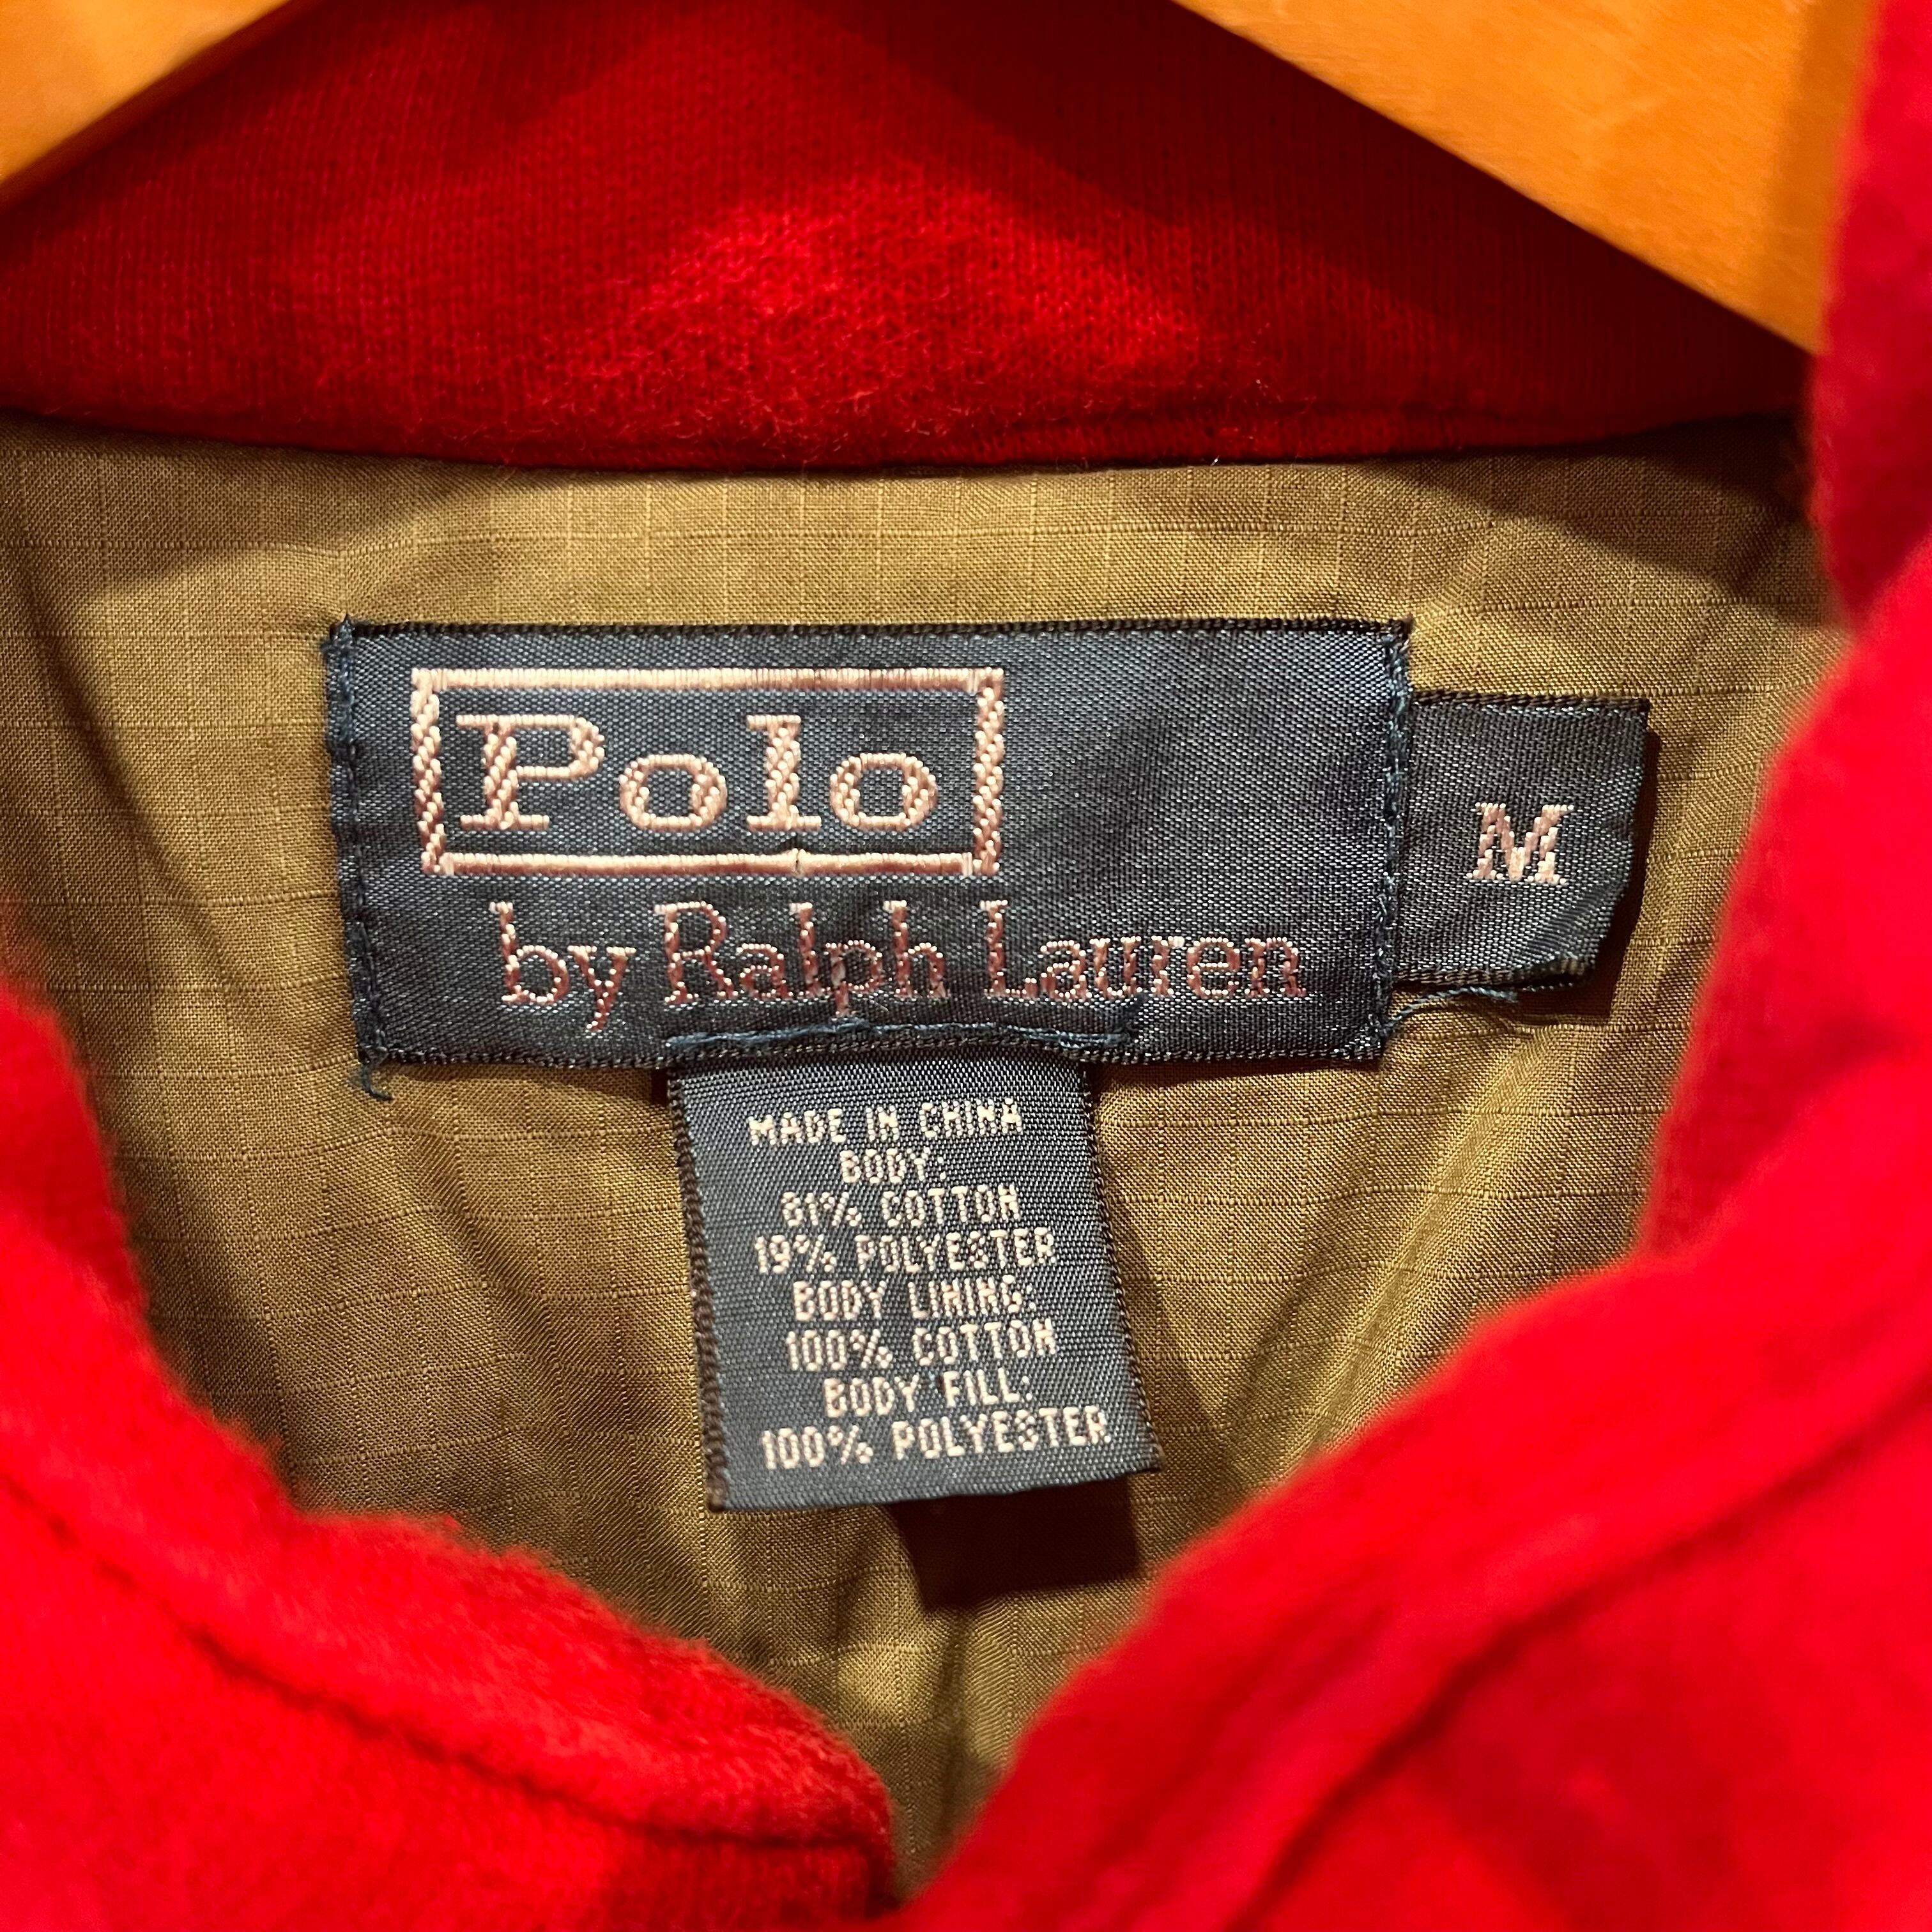 Polo
by Ralph Lauren
M
MADE IN CHINA
BODY:
81% COTTON
19% POLYESTER
BODY LINING:
100% COTTON
BODY FILL:
100% POLYESTER